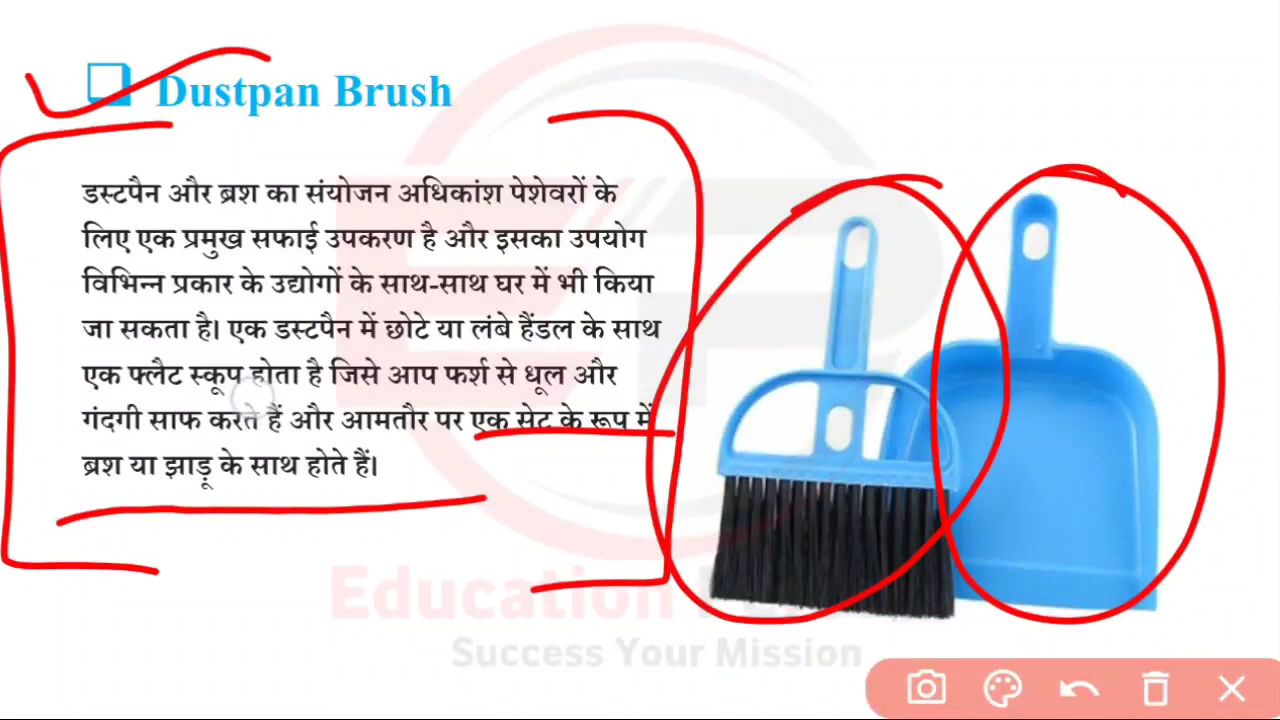 Dustpan Brush
डस्टपैन और ब्रश का संयोजन अधिकांश पेशेवरों के
लिए एक प्रमुख सफाई उपकरण है और इसका उपयोग
विभिन्न प्रकार के उद्योगों के साथ-साथ घर में भी किया
जा सकता है। एक डस्टपैन में छोटे या लंबे हैंडल के साथ
एक फ्लैट स्कूप होता है जिसे आप फर्श से धूल और
गंदगी साफ करते हैं और आमतौर पर एक सेट के रूप में
ब्रश या झाड़ू के साथ होते हैं।
Education
Success Your Mission